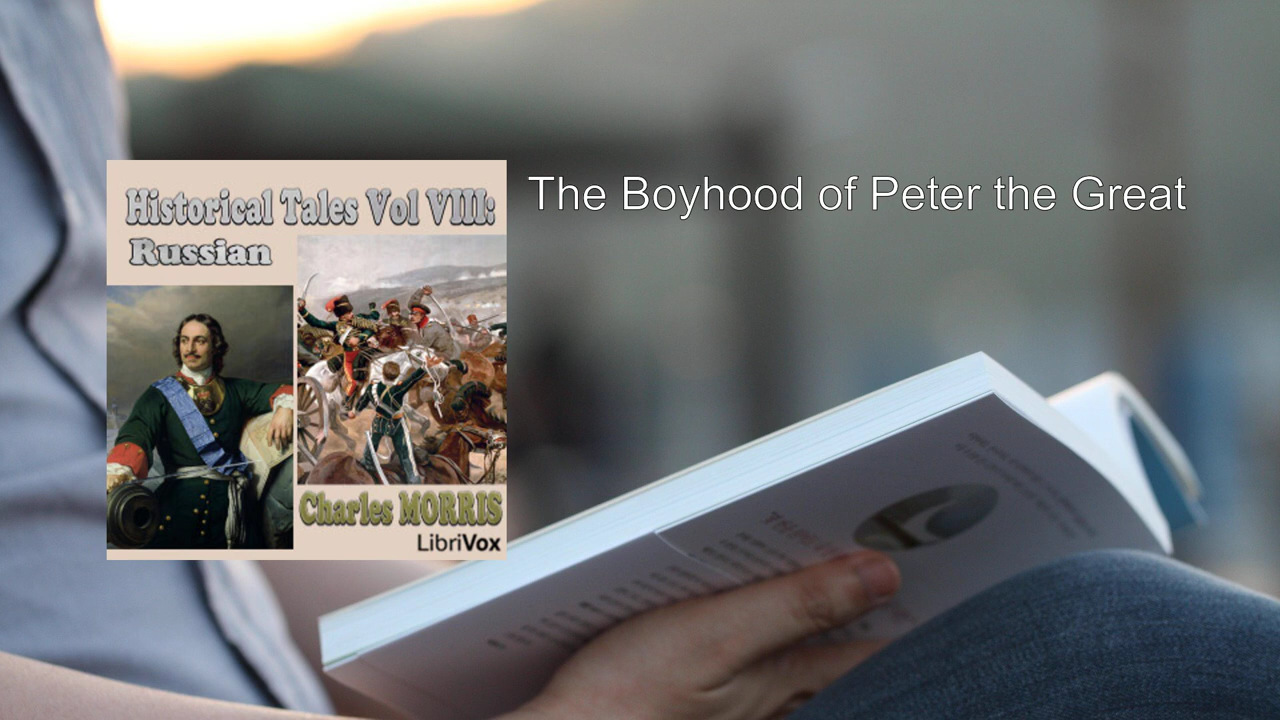 Historical Tales Vol VIII:
Russian
Charles MORRIS
LibriVox
The Boyhood of Peter the Great